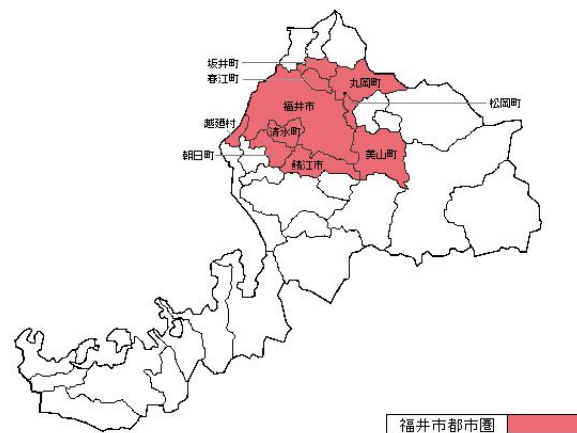 坂井町
春江町
丸岡町
福井市
松岡町
越廼村
清水町
朝日町
鯖江市
美山町
福井市都市圏